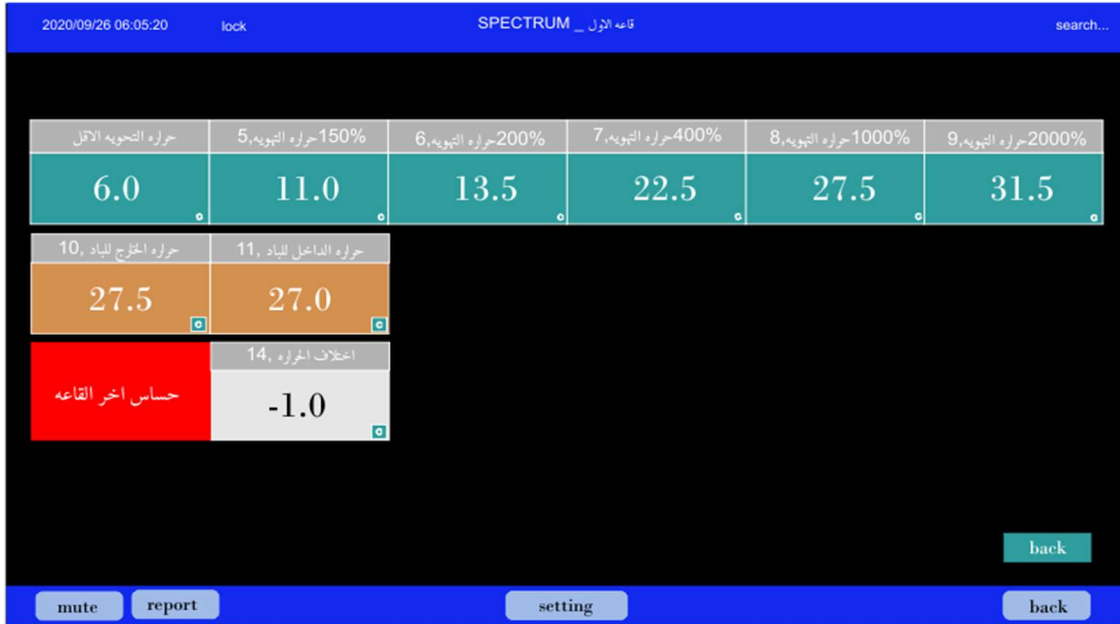 2020/09/26 06:05:20
lock
SPECTRUM _ قاعه الاول
search...
حراره التحويه الاقل
5,حراره التهويه150%
6,حراره التهويه200%
7,حراره التهويه400%
8,حراره التهويه1000%
9,حراره التهويه2000%
6.0
c
11.0
c
13.5
c
22.5
c
27.5
c
31.5
c
10, حراره الخارج للباد
11, حراره الداخل للباد
27.5
c
27.0
c
حساس اخر القاعه
14, اختلاف الحراره
-1.0
c
back
mute
report
setting
back